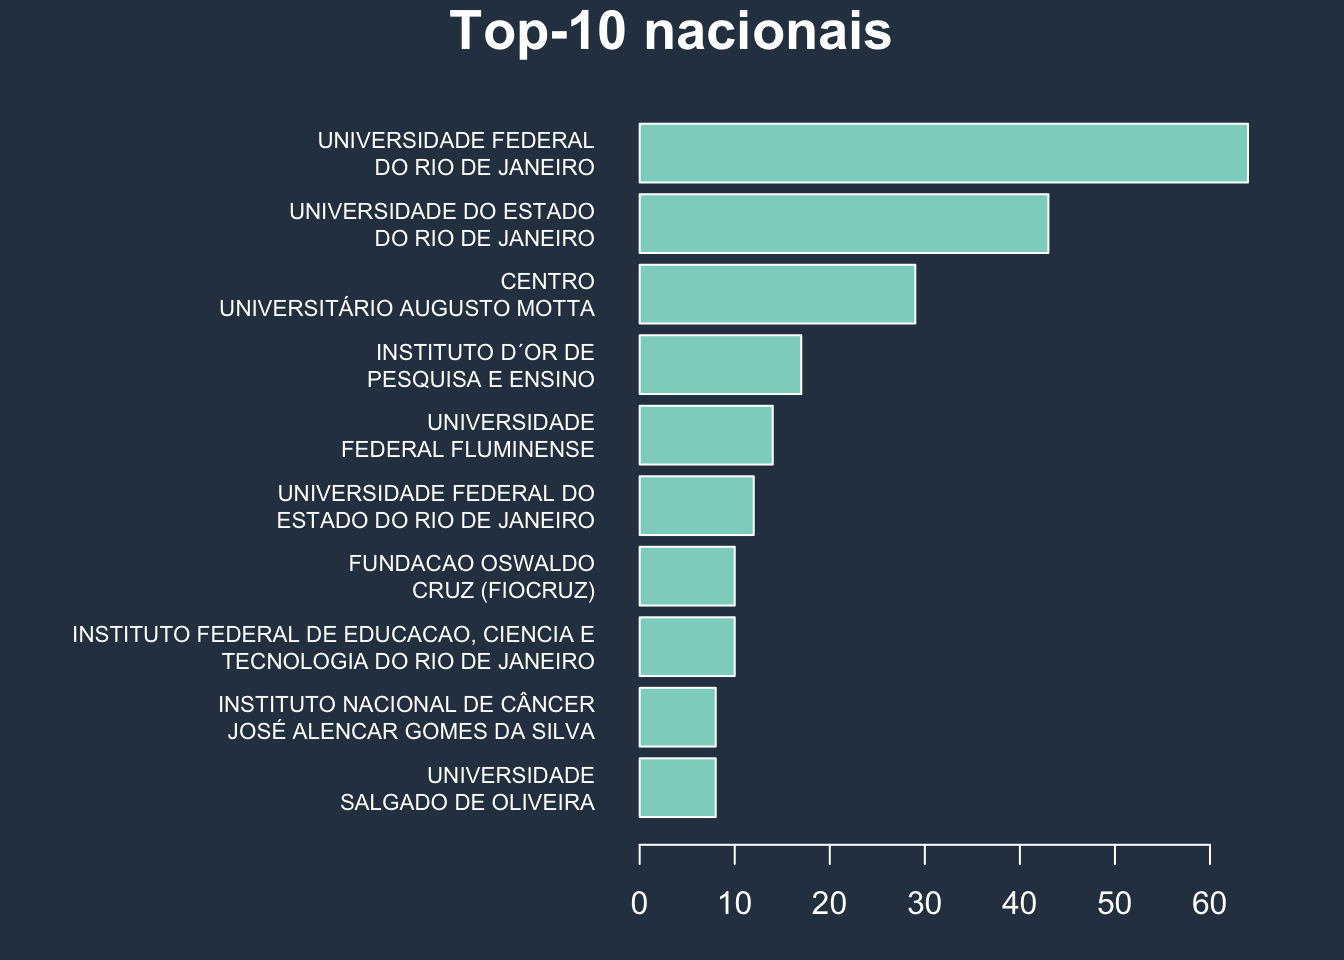 Top-10 nacionais
UNIVERSIDADE FEDERAL
DO RIO DE JANEIRO
UNIVERSIDADE DO ESTADO
DO RIO DE JANEIRO
CENTRO
UNIVERSITÁRIO AUGUSTO MOTTA
INSTITUTO D´OR DE
PESQUISA E ENSINO
UNIVERSIDADE
FEDERAL FLUMINENSE
UNIVERSIDADE FEDERAL DO
ESTADO DO RIO DE JANEIRO
FUNDACAO OSWALDO
CRUZ (FIOCRUZ)
INSTITUTO FEDERAL DE EDUCACAO, CIENCIA E
TECNOLOGIA DO RIO DE JANEIRO
INSTITUTO NACIONAL DE CÂNCER
JOSÉ ALENCAR GOMES DA SILVA
UNIVERSIDADE
SALGADO DE OLIVEIRA
0 10 20 30 40 50 60